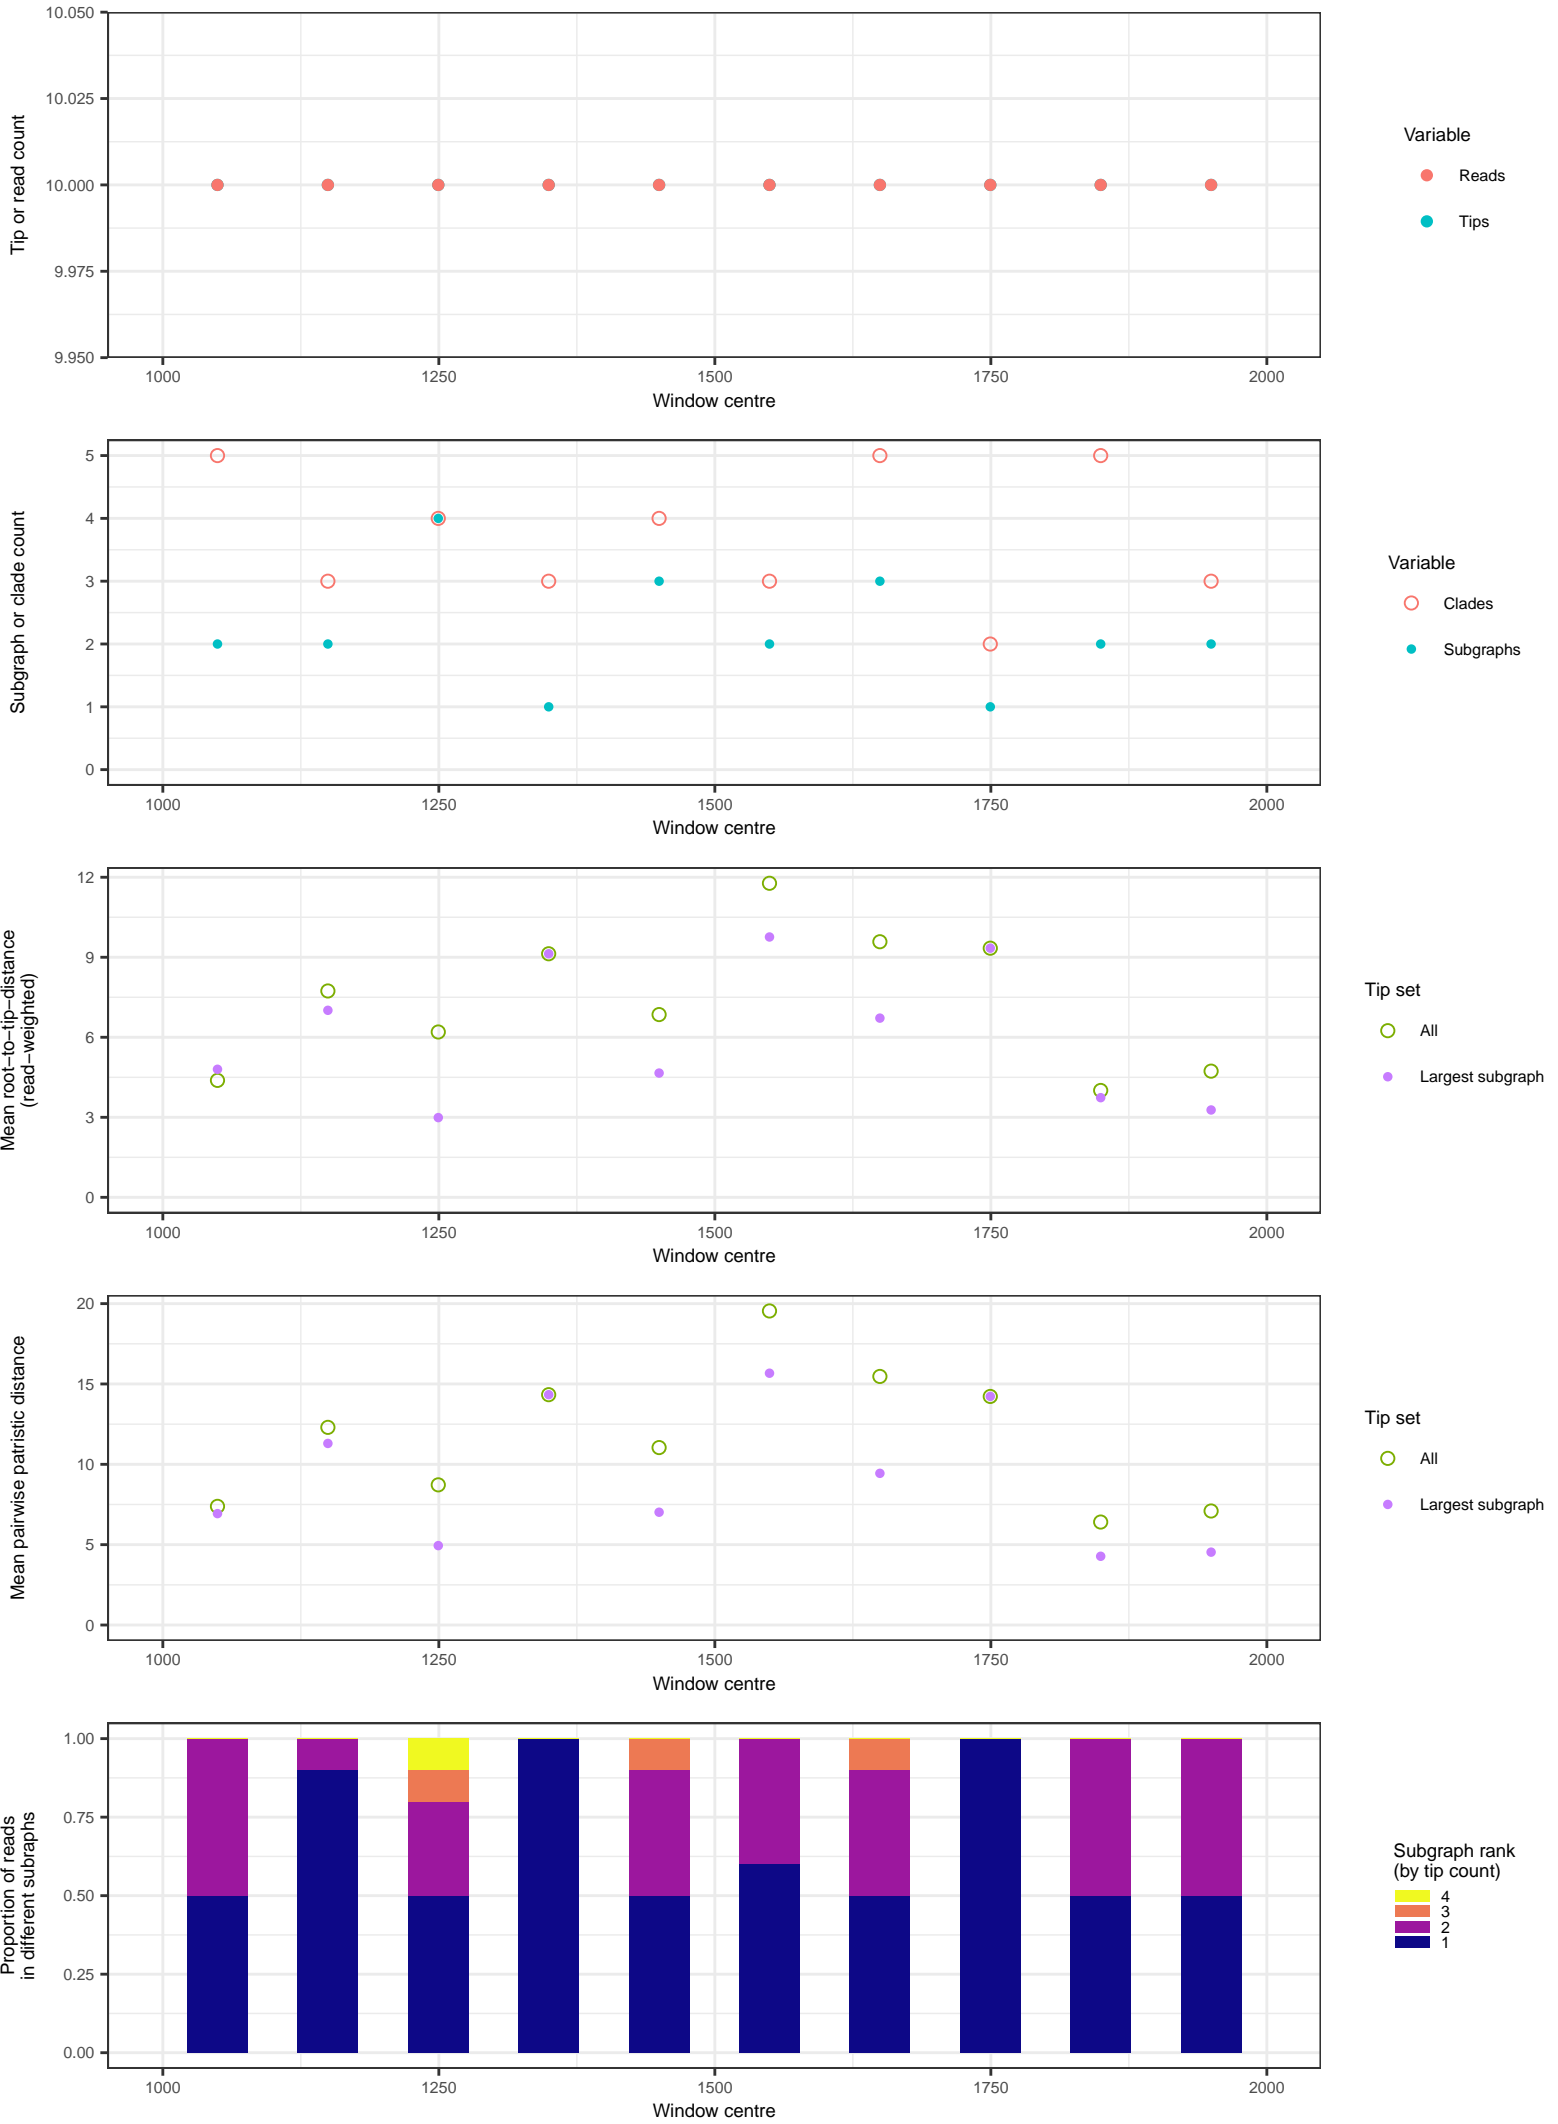 10.050
10.025
10.000
9.975
9.950
Tip or read count
1000 1250 1500 1750 2000
Window centre
Variable
Reads
Tips
5
4
3
2
1
0
Subgraph or clade count
1000 1250 1500 1750 2000
Window centre
Variable
Clades
Subgraphs
12
9
6
3
0
Mean root−to−tip−distance
(read−weighted)
1000 1250 1500 1750 2000
Window centre
Tip set
All
Largest subgraph
20
15
10
5
0
Mean pairwise patristic distance
1000 1250 1500 1750 2000
Window centre
Tip set
All
Largest subgraph
1.00
0.75
0.50
0.25
0.00
Proportion of reads
in different subraphs
1000 1250 1500 1750 2000
Window centre
Subgraph rank
(by tip count)
4
3
2
1